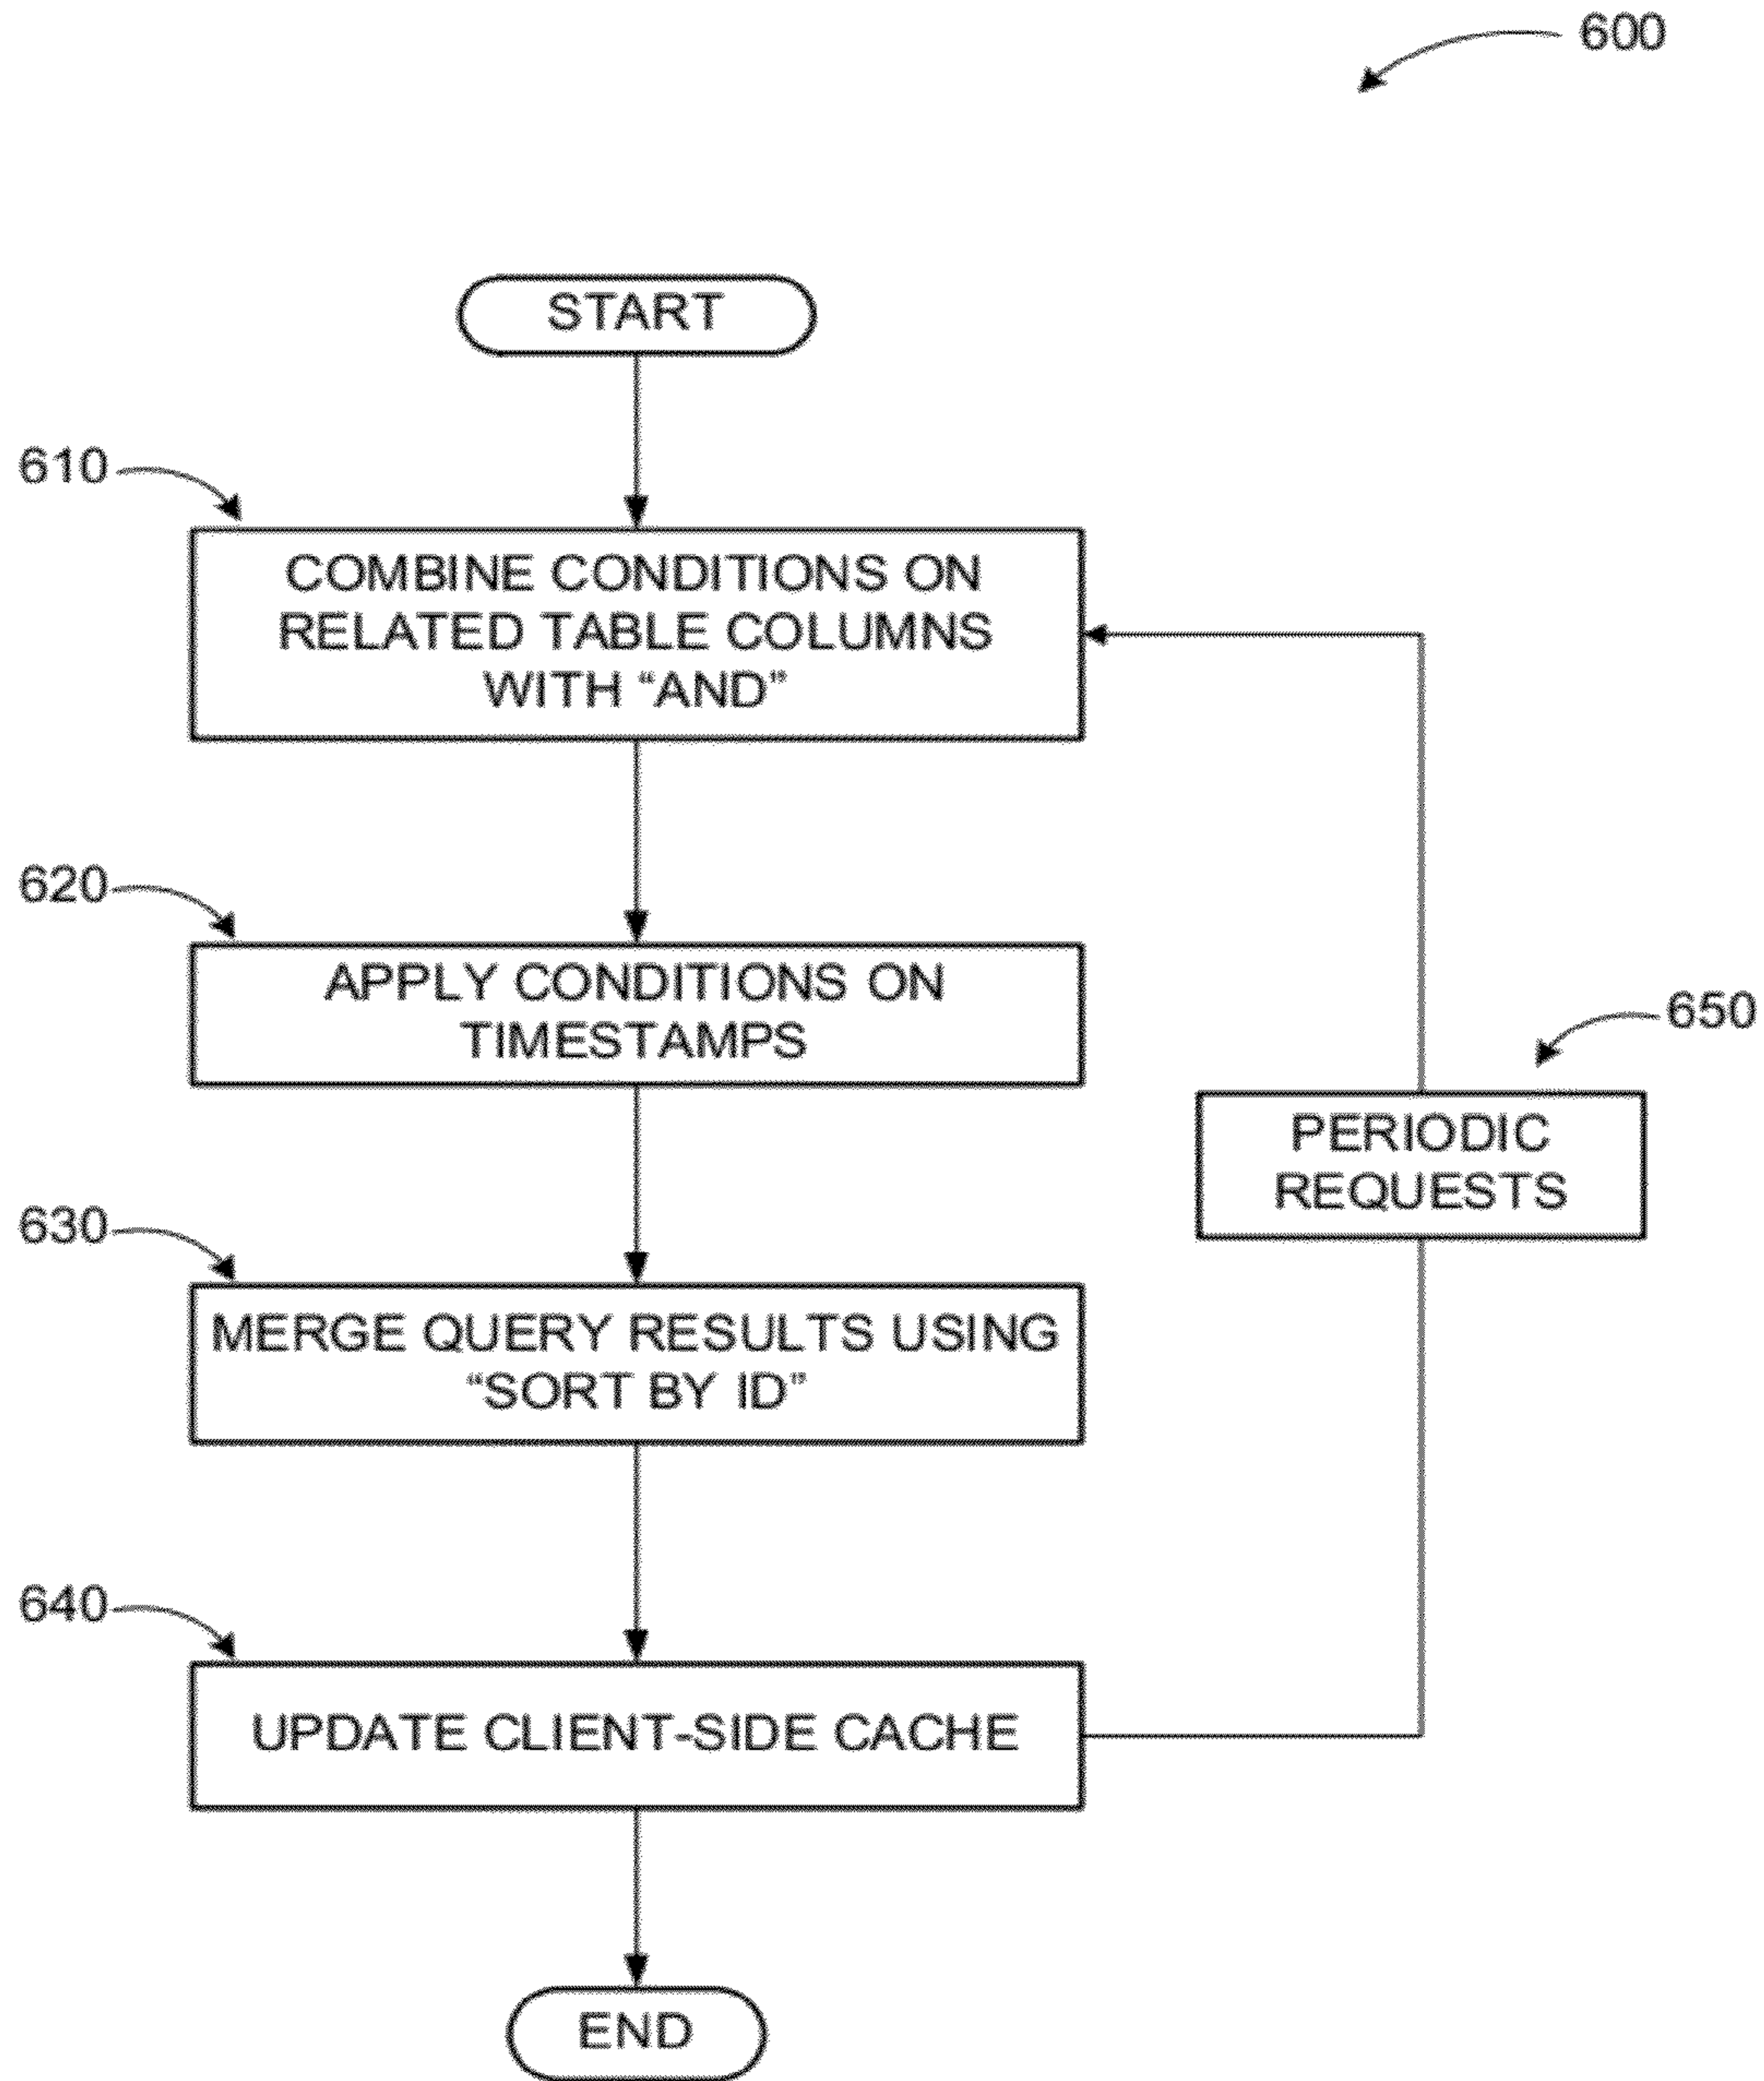 600
START
610
COMBINE CONDITIONS ON
RELATED TABLE COLUMNS
WITH “AND”
620
APPLY CONDITIONS ON
TIMESTAMPS
650
PERIODIC
REQUESTS
630
MERGE QUERY RESULTS USING
“SORT BY ID”
640
UPDATE CLIENT-SIDE CACHE
END